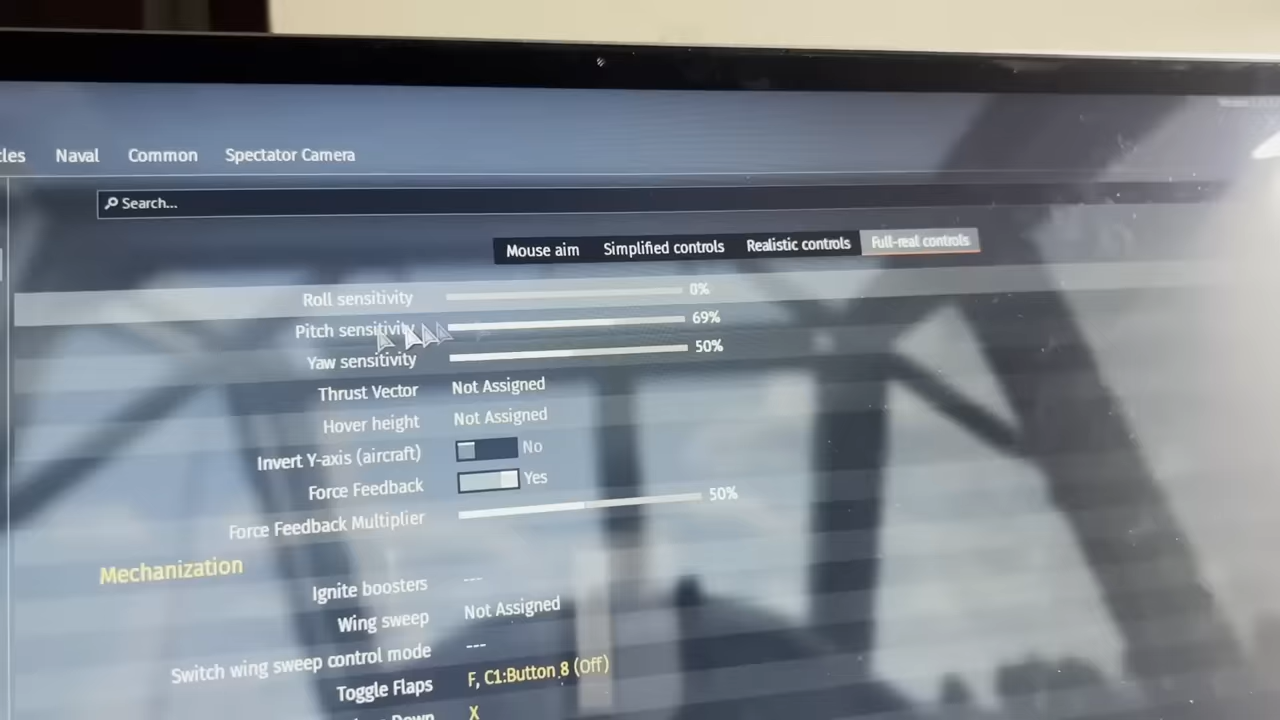 Naval Common Spectator Camera
Search...
Mouse aim Simplified controls Realistic controls Full-real controls
Roll sensitivity 0%
Pitch sensitivity 69%
Yaw sensitivity 50%
Thrust Vector Not Assigned
Hover height Not Assigned
Invert Y-axis (aircraft) No
Force Feedback Yes
Force Feedback Multiplier 50%
Mechanization
Ignite boosters ---
Wing sweep Not Assigned
Switch wing sweep control mode ---
Toggle Flaps F, C1:Button 8 (Off)
Down X